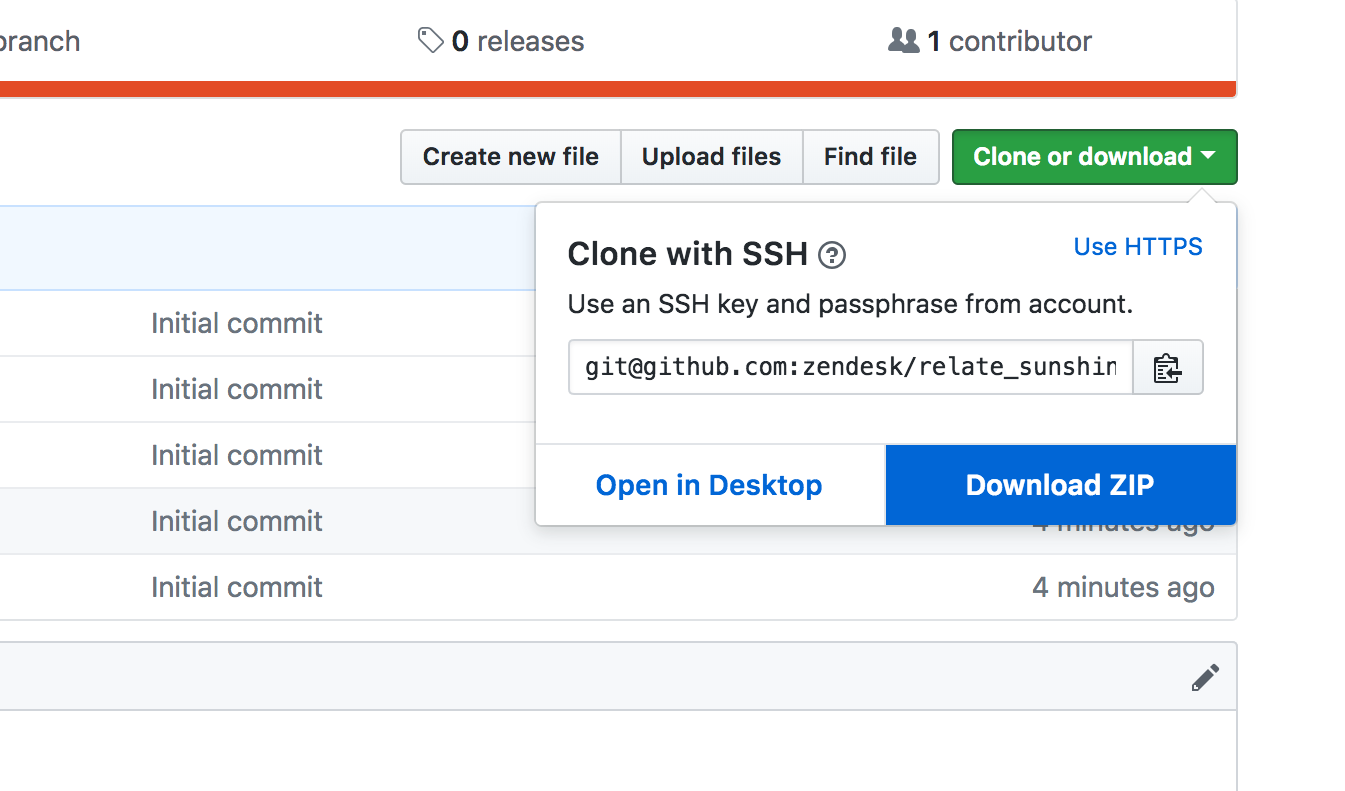 0 releases
1 contributor
Create new file
Upload files
Find file
Clone or download
Clone with SSH
Use HTTPS
Use an SSH key and passphrase from account.
git@github.com:zendesk/relate_sunshin
Open in Desktop
Download ZIP
Initial commit
Initial commit
Initial commit
Initial commit
4 minutes ago
Initial commit
4 minutes ago